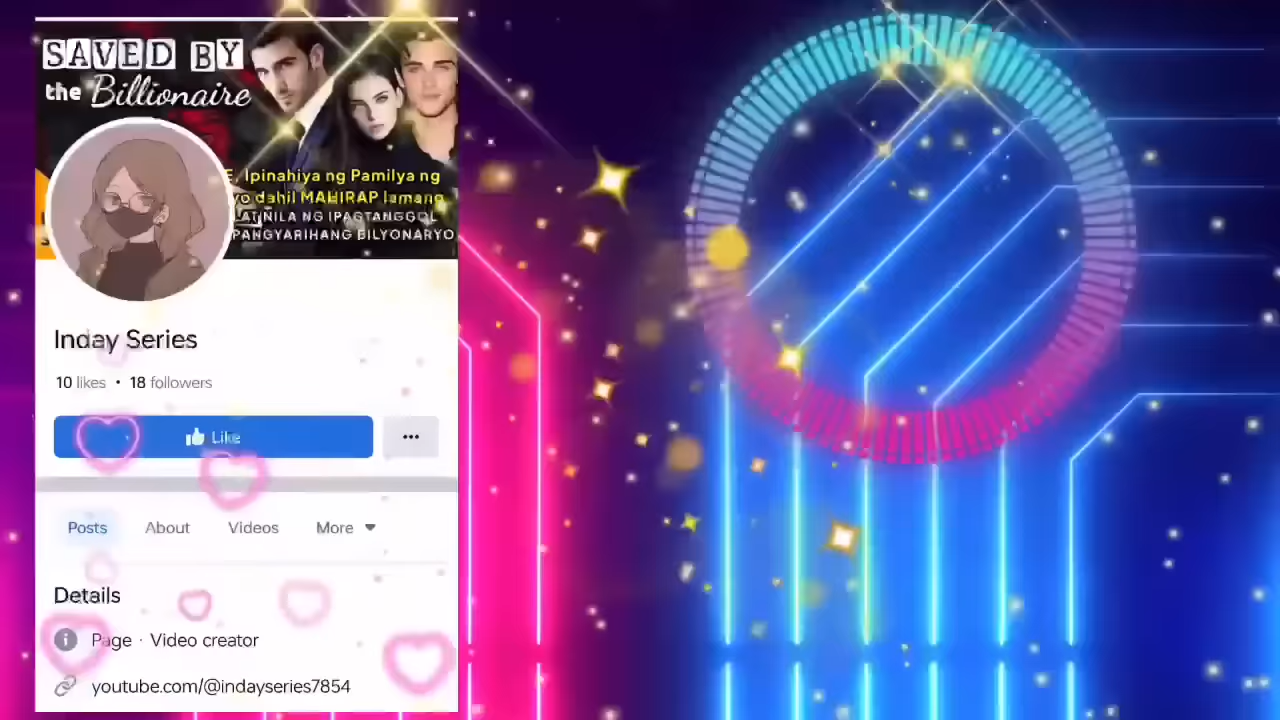 SAVED BY
the Billionaire
E, Ipinahiya ng Pamilya ng
yo dahil MAHIRAP lamang
NILA NG IPAGTANGGOL
PANGYARIHANG BILYONARYO
Inday Series
10 likes • 18 followers
Like
Posts About Videos More
Details
Page · Video creator
youtube.com/@indayseries7854